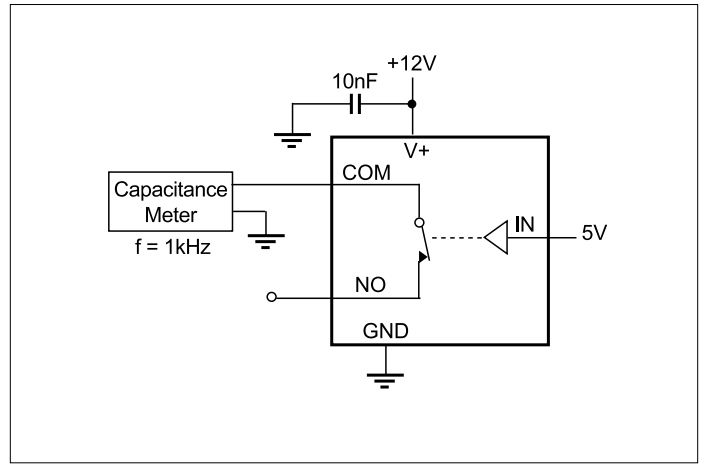 +12V
10nF
V+
COM
Capacitance
Meter
f = 1kHz
IN
5V
NO
GND